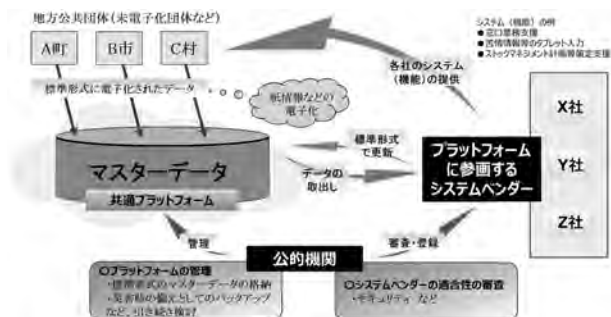 地方公共団体(未電子化団体など)
A町
B市
C村
標準形式に電子化されたデータ
紙情報などの
電子化
マスターデータ
共通プラットフォーム
各社のシステム
(機能)の提供
標準形式
で更新
データの
取出し
システム(機能)の例
●窓口業務支援
●苦情情報等のタブレット入力
●ストックマネジメント計画等策定支援
プラットフォーム
に参画する
システムベンダー
X社
Y社
Z社
管理
公的機関
審査・登録
〇プラットフォームの管理
・標準形式のマスターデータの格納
・災害時の備えとしてのバックアップ
など、引き続き検討
〇システムベンダーの適合性の審査
・セキュリティ など